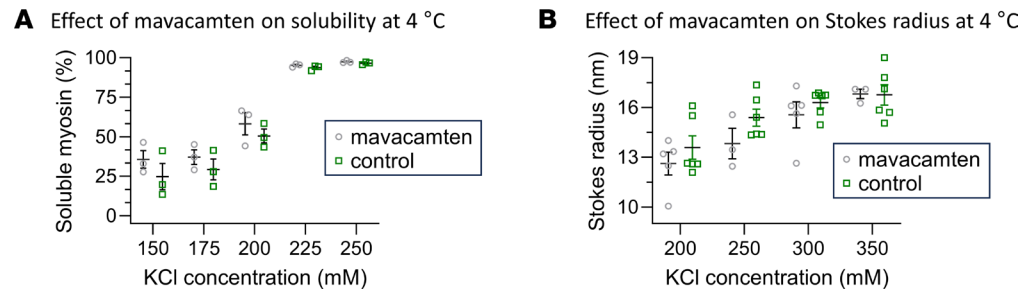 A Effect of mavacamten on solubility at 4 °C
Soluble myosin (%)
100
75
50
25
0
mavacamten
control
150 175 200 225 250
KCl concentration (mM)
B Effect of mavacamten on Stokes radius at 4 °C
Stokes radius (nm)
19
16
13
10
mavacamten
control
200 250 300 350
KCl concentration (mM)